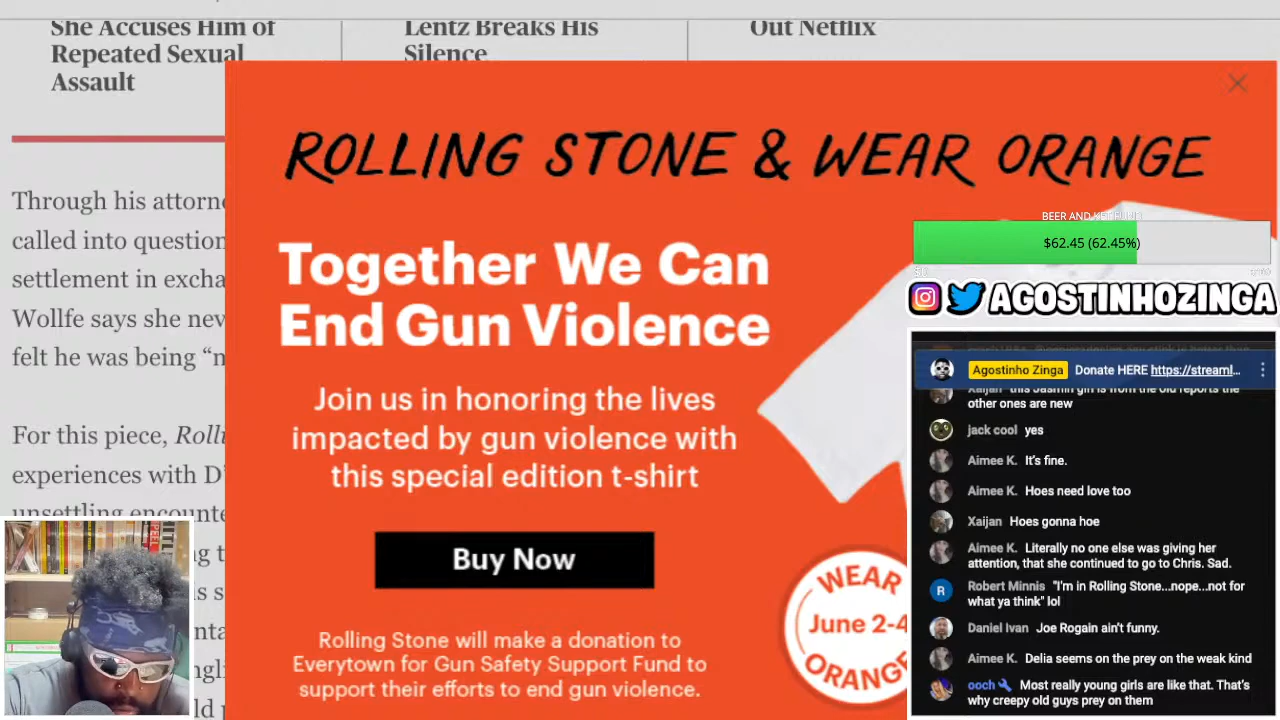 She Accuses Him of
Repeated Sexual
Assault
Lentz Breaks His
Silence
Out Netflix
Through his attorne
called into question
settlement in excha
Wollfe says she nev
felt he was being “n
For this piece, Roll
experiences with D’
unsettling encounte
ROLLING STONE & WEAR ORANGE
Together We Can
End Gun Violence
Join us in honoring the lives
impacted by gun violence with
this special edition t-shirt
Buy Now
Rolling Stone will make a donation to
Everytown for Gun Safety Support Fund to
support their efforts to end gun violence.
WEAR
June 2-4
ORANGE
BEER AND
$62.45 (62.45%)
AGOSTINHOZINGA
Agostinho Zinga Donate HERE https://streaml...
Xaijan this Jasmin girl is from the old reports the
other ones are new
jack cool yes
Aimee K. It's fine.
Aimee K. Hoes need love too
Xaijan Hoes gonna hoe
Aimee K. Literally no one else was giving her
attention, that she continued to go to Chris. Sad.
R Robert Minnis "I'm in Rolling Stone...nope...not for
what ya think" lol
Daniel Ivan Joe Rogain ain't funny.
Aimee K. Delia seems on the prey on the weak kind
ooch Most really young girls are like that. That's
why creepy old guys prey on them